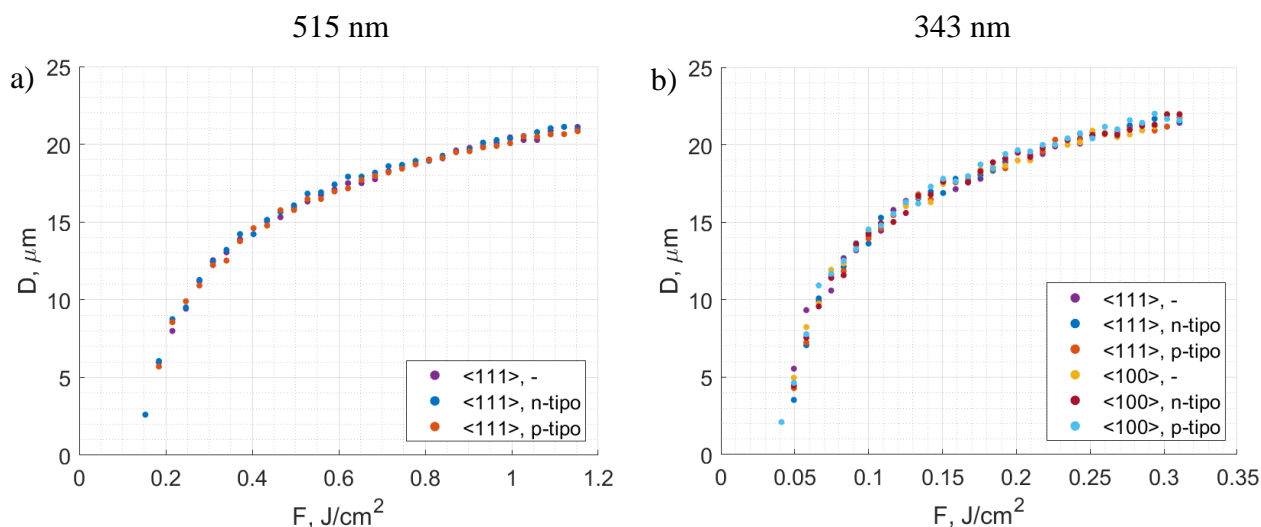 515 nm
343 nm
a)
25
20
15
10
5
0
D, μm
0
0.2
0.4
0.6
0.8
1
1.2
F, J/cm²
<111>, -
<111>, n-tipo
<111>, p-tipo
b)
25
20
15
10
5
0
D, μm
0
0.05
0.1
0.15
0.2
0.25
0.3
0.35
F, J/cm²
<111>, -
<111>, n-tipo
<111>, p-tipo
<100>, -
<100>, n-tipo
<100>, p-tipo